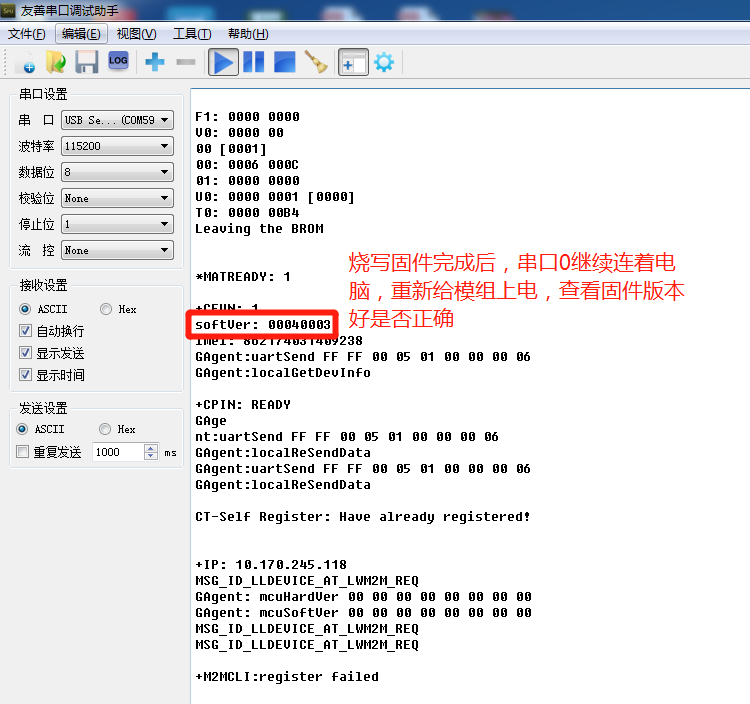 友善串口调试助手
文件(F) 编辑(E) 视图(V) 工具(T) 帮助(H)
LOG
串口设置
串 口 USB Se... (COM59
波特率 115200
数据位 8
校验位 None
停止位 1
流 控 None
接收设置
ASCII Hex
自动换行
显示发送
显示时间
发送设置
ASCII Hex
重复发送 1000 ms
F1: 0000 0000
V0: 0000 00
00 [0001]
00: 0006 000C
01: 0000 0000
U0: 0000 0001 [0000]
T0: 0000 00B4
Leaving the BROM
*MATREADY: 1
+CFUN: 1
softVer: 00040003
imei: 862174031409238
GAgent:uartSend FF FF 00 05 01 00 00 00 06
GAgent:localGetDevInfo
+CPIN: READY
GAge
nt:uartSend FF FF 00 05 01 00 00 00 06
GAgent:localReSendData
GAgent:uartSend FF FF 00 05 01 00 00 00 06
GAgent:localReSendData
CT-Self Register: Have already registered!
+IP: 10.170.245.118
MSG_ID_LLDEVICE_AT_LWM2M_REQ
GAgent: mcuHardVer 00 00 00 00 00 00 00 00
GAgent: mcuSoftVer 00 00 00 00 00 00 00 00
MSG_ID_LLDEVICE_AT_LWM2M_REQ
MSG_ID_LLDEVICE_AT_LWM2M_REQ
+M2MCLI:register failed
烧写固件完成后，串口0继续连着电
脑，重新给模组上电，查看固件版本
好是否正确